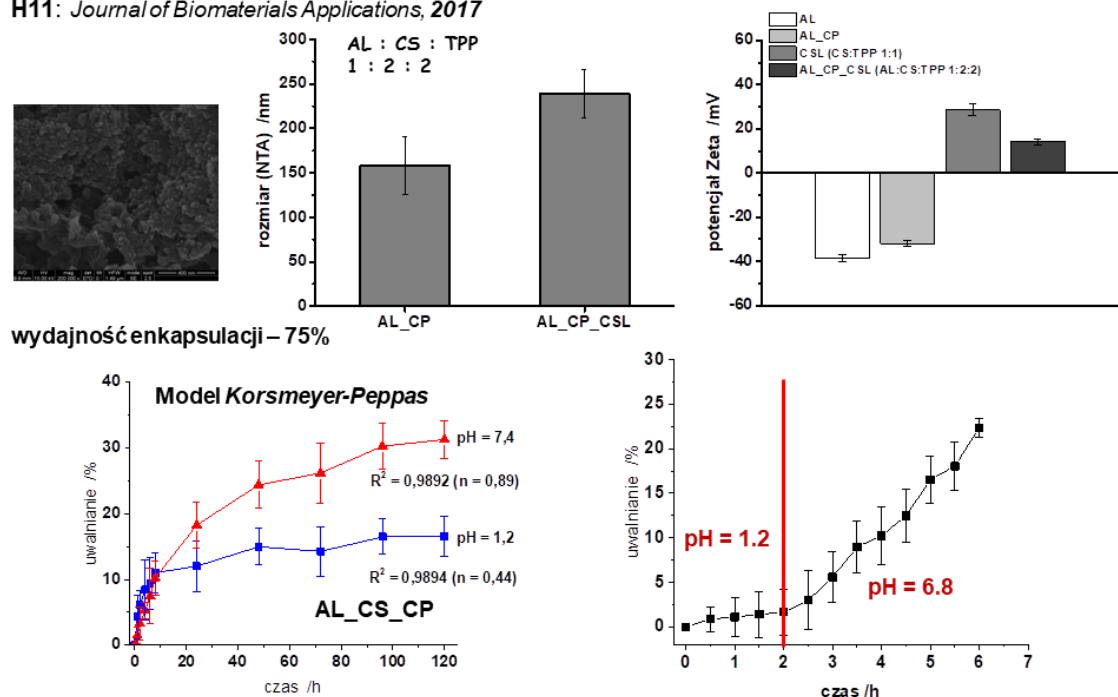 H11: Journal of Biomaterials Applications, 2017
AL : CS : TPP
1 : 2 : 2
rozmiar (NTA) /nm
300
250
200
150
100
50
0
AL_CP
AL_CP_CSL
AL
AL_CP
CSL (CS:TPP 1:1)
AL_CP_CSL (AL:CS:TPP 1:2:2)
potencjał Zeta /mV
60
40
20
0
-20
-40
-60
wydajność enkapsulacji – 75%
Model Korsmeyer-Peppas
uwalnianie /%
40
30
20
10
0
pH = 7,4
R² = 0,9892 (n = 0,89)
pH = 1,2
R² = 0,9894 (n = 0,44)
AL_CS_CP
0 20 40 60 80 100 120
czas /h
uwalnianie /%
30
25
20
15
10
5
0
pH = 1.2
pH = 6.8
0 1 2 3 4 5 6 7
czas /h